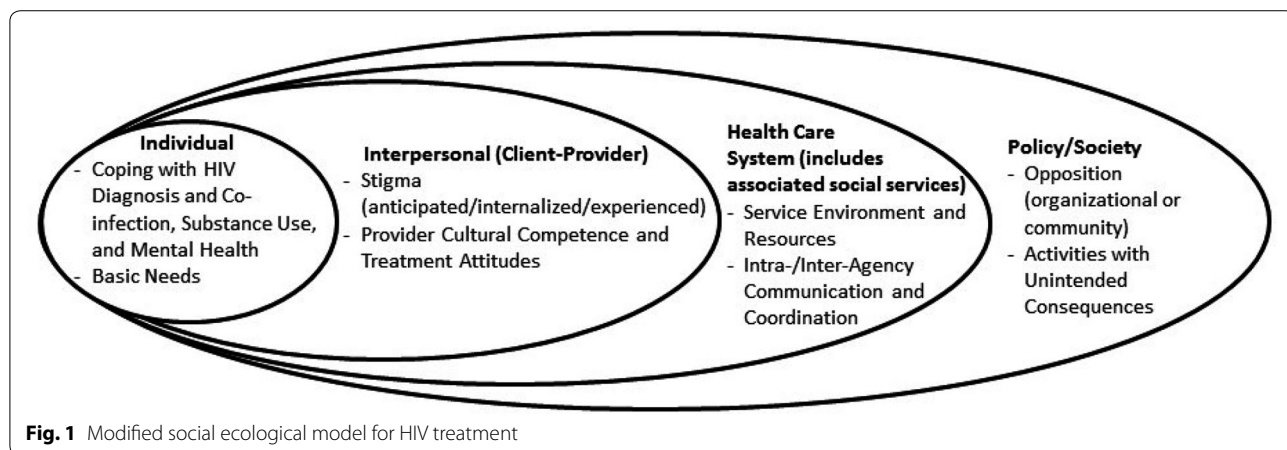 Individual
- Coping with HIV
Diagnosis and Co-
infection, Substance Use,
and Mental Health
- Basic Needs
Interpersonal (Client-Provider)
- Stigma
(anticipated/internalized/experienced)
- Provider Cultural Competence and
Treatment Attitudes
Health Care
System (includes
associated social services)
- Service Environment and
Resources
- Intra-/Inter-Agency
Communication and
Coordination
Policy/Society
- Opposition
(organizational or
community)
- Activities with
Unintended
Consequences
Fig. 1 Modified social ecological model for HIV treatment